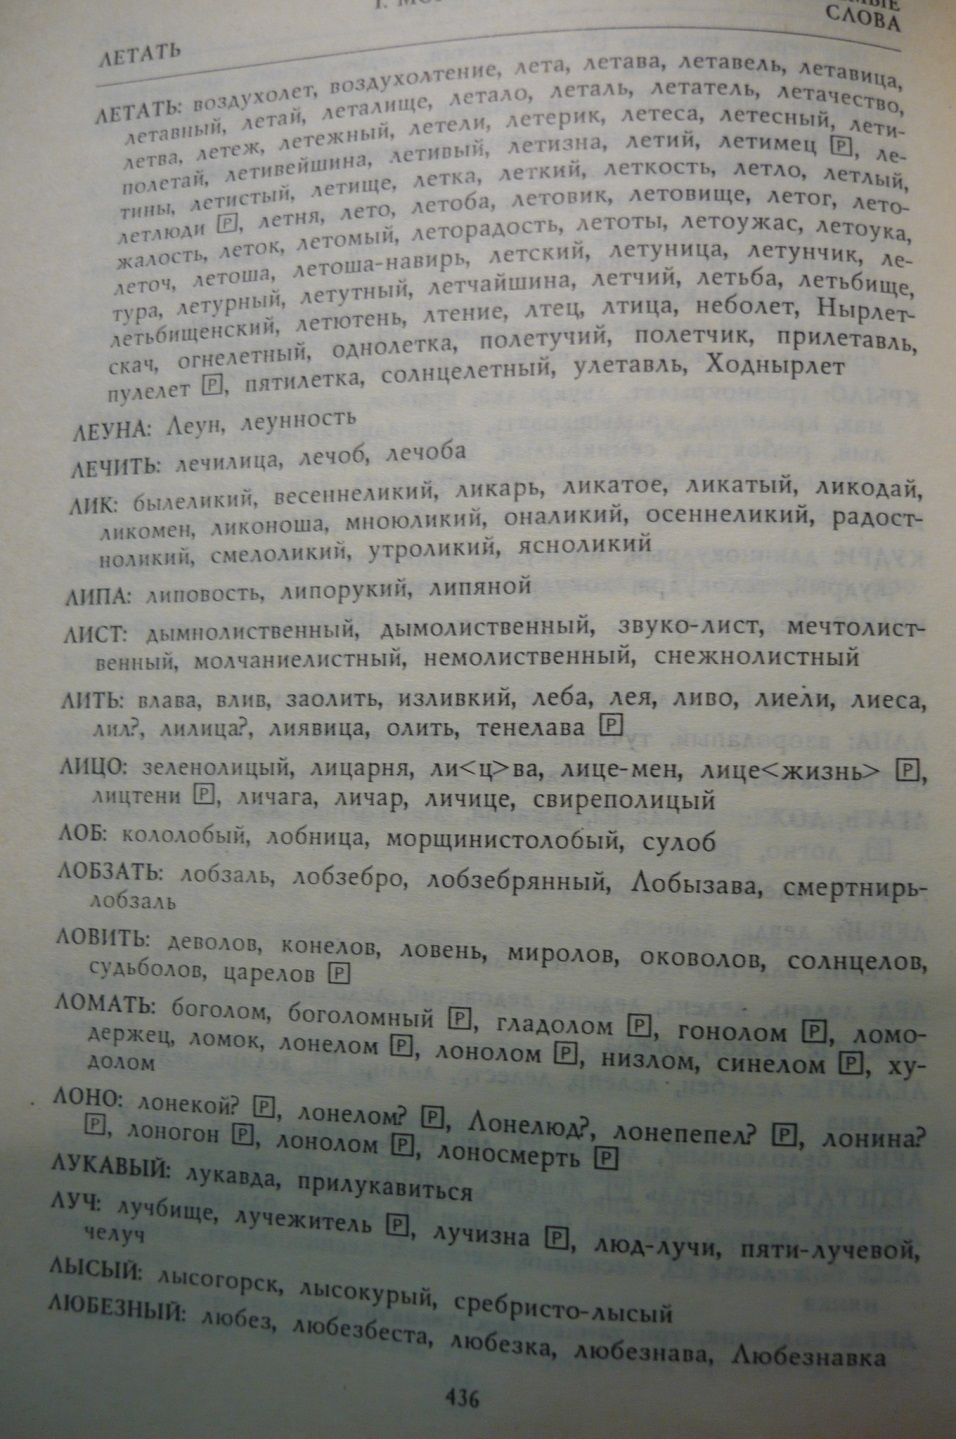 СЛОВА
ЛЕТАТЬ
ЛЕТАТЬ: воздухолет, воздухолтение, лета, летава, летавель, летавица,
летавный, летай, леталище, летало, леталь, летатель, летачество,
летва, летеж, летежный, летели, летерик, летеса, летесный, лети-
полетай, летивейшина, летивый, летизна, летий, летимец [Р], ле-
тины, летистый, летище, летка, леткий, леткость, летло, летлый,
летлюди [Р], летня, лето, летоба, летовик, летовище, летог, лето-
жалость, леток, летомый, леторадость, летоты, летоужас, летоука,
леточ, летоша, летоша-навирь, летский, летуница, летунчик, ле-
тура, летурный, летутный, летчайшина, летчий, летьба, летьбище,
летьбищенский, летютень, лтение, лтец, лтица, неболет, Нырлет-
скач, огнелетный, однолетка, полетучий, полетчик, прилетавль,
пулелет [Р], пятилетка, солнцелетный, улетавль, Ходнырлет
ЛЕУНА: Леун, леунность
ЛЕЧИТЬ: лечилица, лечоб, лечоба
ЛИК: былеликий, весеннеликий, ликарь, ликатое, ликатый, ликодай,
ликомен, ликоноша, мноюликий, оналикий, осеннеликий, радост-
ноликий, смелоликий, утроликий, ясноликий
ЛИПА: липовость, липорукий, липяной
ЛИСТ: дымнолиственный, дымолиственный, звуко-лист, мечтолист-
венный, молчаниелистный, немолиственный, снежнолистный
ЛИТЬ: влава, влив, заолить, изливкий, леба, лея, ливо, лиели, лиеса,
лил?, лилица?, лиявица, олить, тенелава [Р]
ЛИЦО: зеленолицый, лицарня, ли<ц>ва, лице-мен, лице<жизнь> [Р],
лицтени [Р], личага, личар, личице, свиреполицый
ЛОБ: кололобый, лобница, морщинистолобый, сулоб
ЛОБЗАТЬ: лобзаль, лобзебро, лобзебрянный, Лобызава, смертнирь-
лобзаль
ЛОВИТЬ: деволов, конелов, ловень, миролов, окoволов, солнцелов,
судьболов, царелов [Р]
ЛОМАТЬ: боголом, боголомный [Р], гладолом [Р], гонолом [Р], ломо-
держец, ломок, лонелом [Р], лонолом [Р], низлом, синелом [Р], ху-
долом
ЛОНО: лонекой? [Р], лонелом? [Р], Лонелюд?, лонепепел? [Р], лонина?
[Р], лоногон [Р], лонолом [Р], лоносмерть [Р]
ЛУКАВЫЙ: лукавда, прилукавиться
ЛУЧ: лучбище, лучежитель [Р], лучизна [Р], люд-лучи, пяти-лучевой,
челуч
ЛЫСЫЙ: лысогорск, лысокурый, сребристо-лысый
ЛЮБЕЗНЫЙ: любез, любезбеста, любезка, любезнава, Любезнавка
436